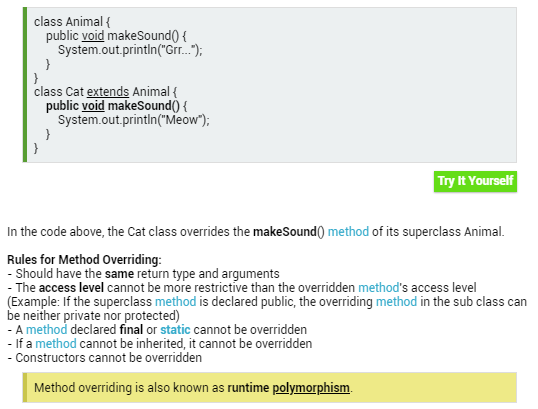 class Animal {
public void makeSound() {
System.out.println("Grr...");
}
}
class Cat extends Animal {
public void makeSound() {
System.out.println("Meow");
}
}
Try It Yourself
In the code above, the Cat class overrides the makeSound() method of its superclass Animal.
Rules for Method Overriding:
- Should have the same return type and arguments
- The access level cannot be more restrictive than the overridden method's access level
(Example: If the superclass method is declared public, the overriding method in the sub class can
be neither private nor protected)
- A method declared final or static cannot be overridden
- If a method cannot be inherited, it cannot be overridden
- Constructors cannot be overridden
Method overriding is also known as runtime polymorphism.